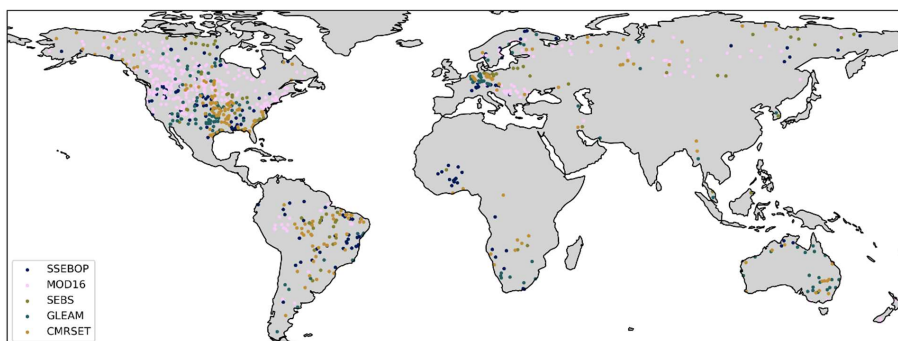 SSEBOP
MOD16
SEBS
GLEAM
CMRSET